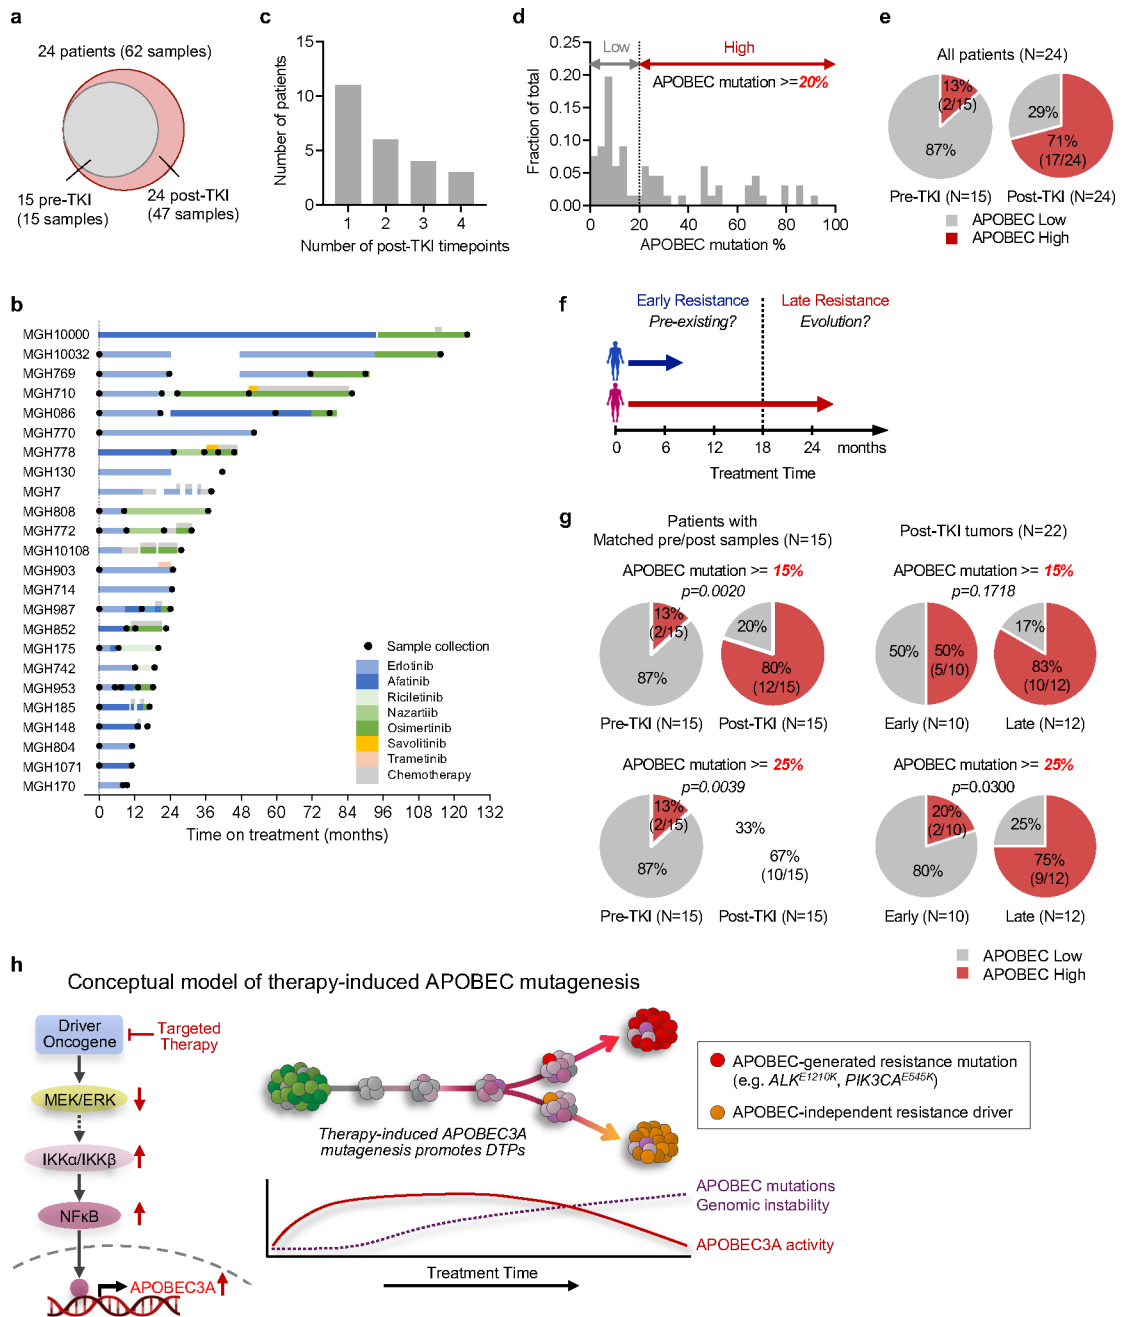 a
24 patients (62 samples)
15 pre-TKI
(15 samples)
24 post-TKI
(47 samples)
c
15
10
5
0
Number of patients
1 2 3 4
Number of post-TKI timepoints
d
0.25
0.20
0.15
0.10
0.05
0.00
Fraction of total
Low
High
APOBEC mutation >=20%
0 20 40 60 80 100
APOBEC mutation %
e
All patients (N=24)
13%
(2/15)
87%
29%
71%
(17/24)
Pre-TKI (N=15)
Post-TKI (N=24)
APOBEC Low
APOBEC High
b
MGH10000
MGH10032
MGH769
MGH710
MGH086
MGH770
MGH778
MGH130
MGH7
MGH808
MGH772
MGH10108
MGH903
MGH714
MGH987
MGH852
MGH175
MGH742
MGH953
MGH185
MGH148
MGH804
MGH1071
MGH170
Sample collection
Erlotinib
Afatinib
Riciletinib
Nazartiib
Osimertinib
Savolitinib
Trametinib
Chemotherapy
0 12 24 36 48 60 72 84 96 108 120 132
Time on treatment (months)
f
Early Resistance
Pre-existing?
Late Resistance
Evolution?
0 6 12 18 24 months
Treatment Time
g
Patients with
Matched pre/post samples (N=15)
Post-TKI tumors (N=22)
APOBEC mutation >= 15%
p=0.0020
13%
(2/15)
87%
20%
80%
(12/15)
Pre-TKI (N=15)
Post-TKI (N=15)
APOBEC mutation >= 15%
p=0.1718
50%
50%
(5/10)
17%
83%
(10/12)
Early (N=10)
Late (N=12)
APOBEC mutation >= 25%
p=0.0039
13%
(2/15)
87%
33%
67%
(10/15)
Pre-TKI (N=15)
Post-TKI (N=15)
APOBEC mutation >= 25%
p=0.0300
20%
(2/10)
80%
25%
75%
(9/12)
Early (N=10)
Late (N=12)
APOBEC Low
APOBEC High
h
Conceptual model of therapy-induced APOBEC mutagenesis
Driver
Oncogene
Targeted
Therapy
MEK/ERK
IKKα/IKKβ
NFκB
APOBEC3A
Therapy-induced APOBEC3A
mutagenesis promotes DTPs
APOBEC-generated resistance mutation
(e.g. ALK^E1210K, PIK3CA^E545K)
APOBEC-independent resistance driver
APOBEC mutations
Genomic instability
APOBEC3A activity
Treatment Time